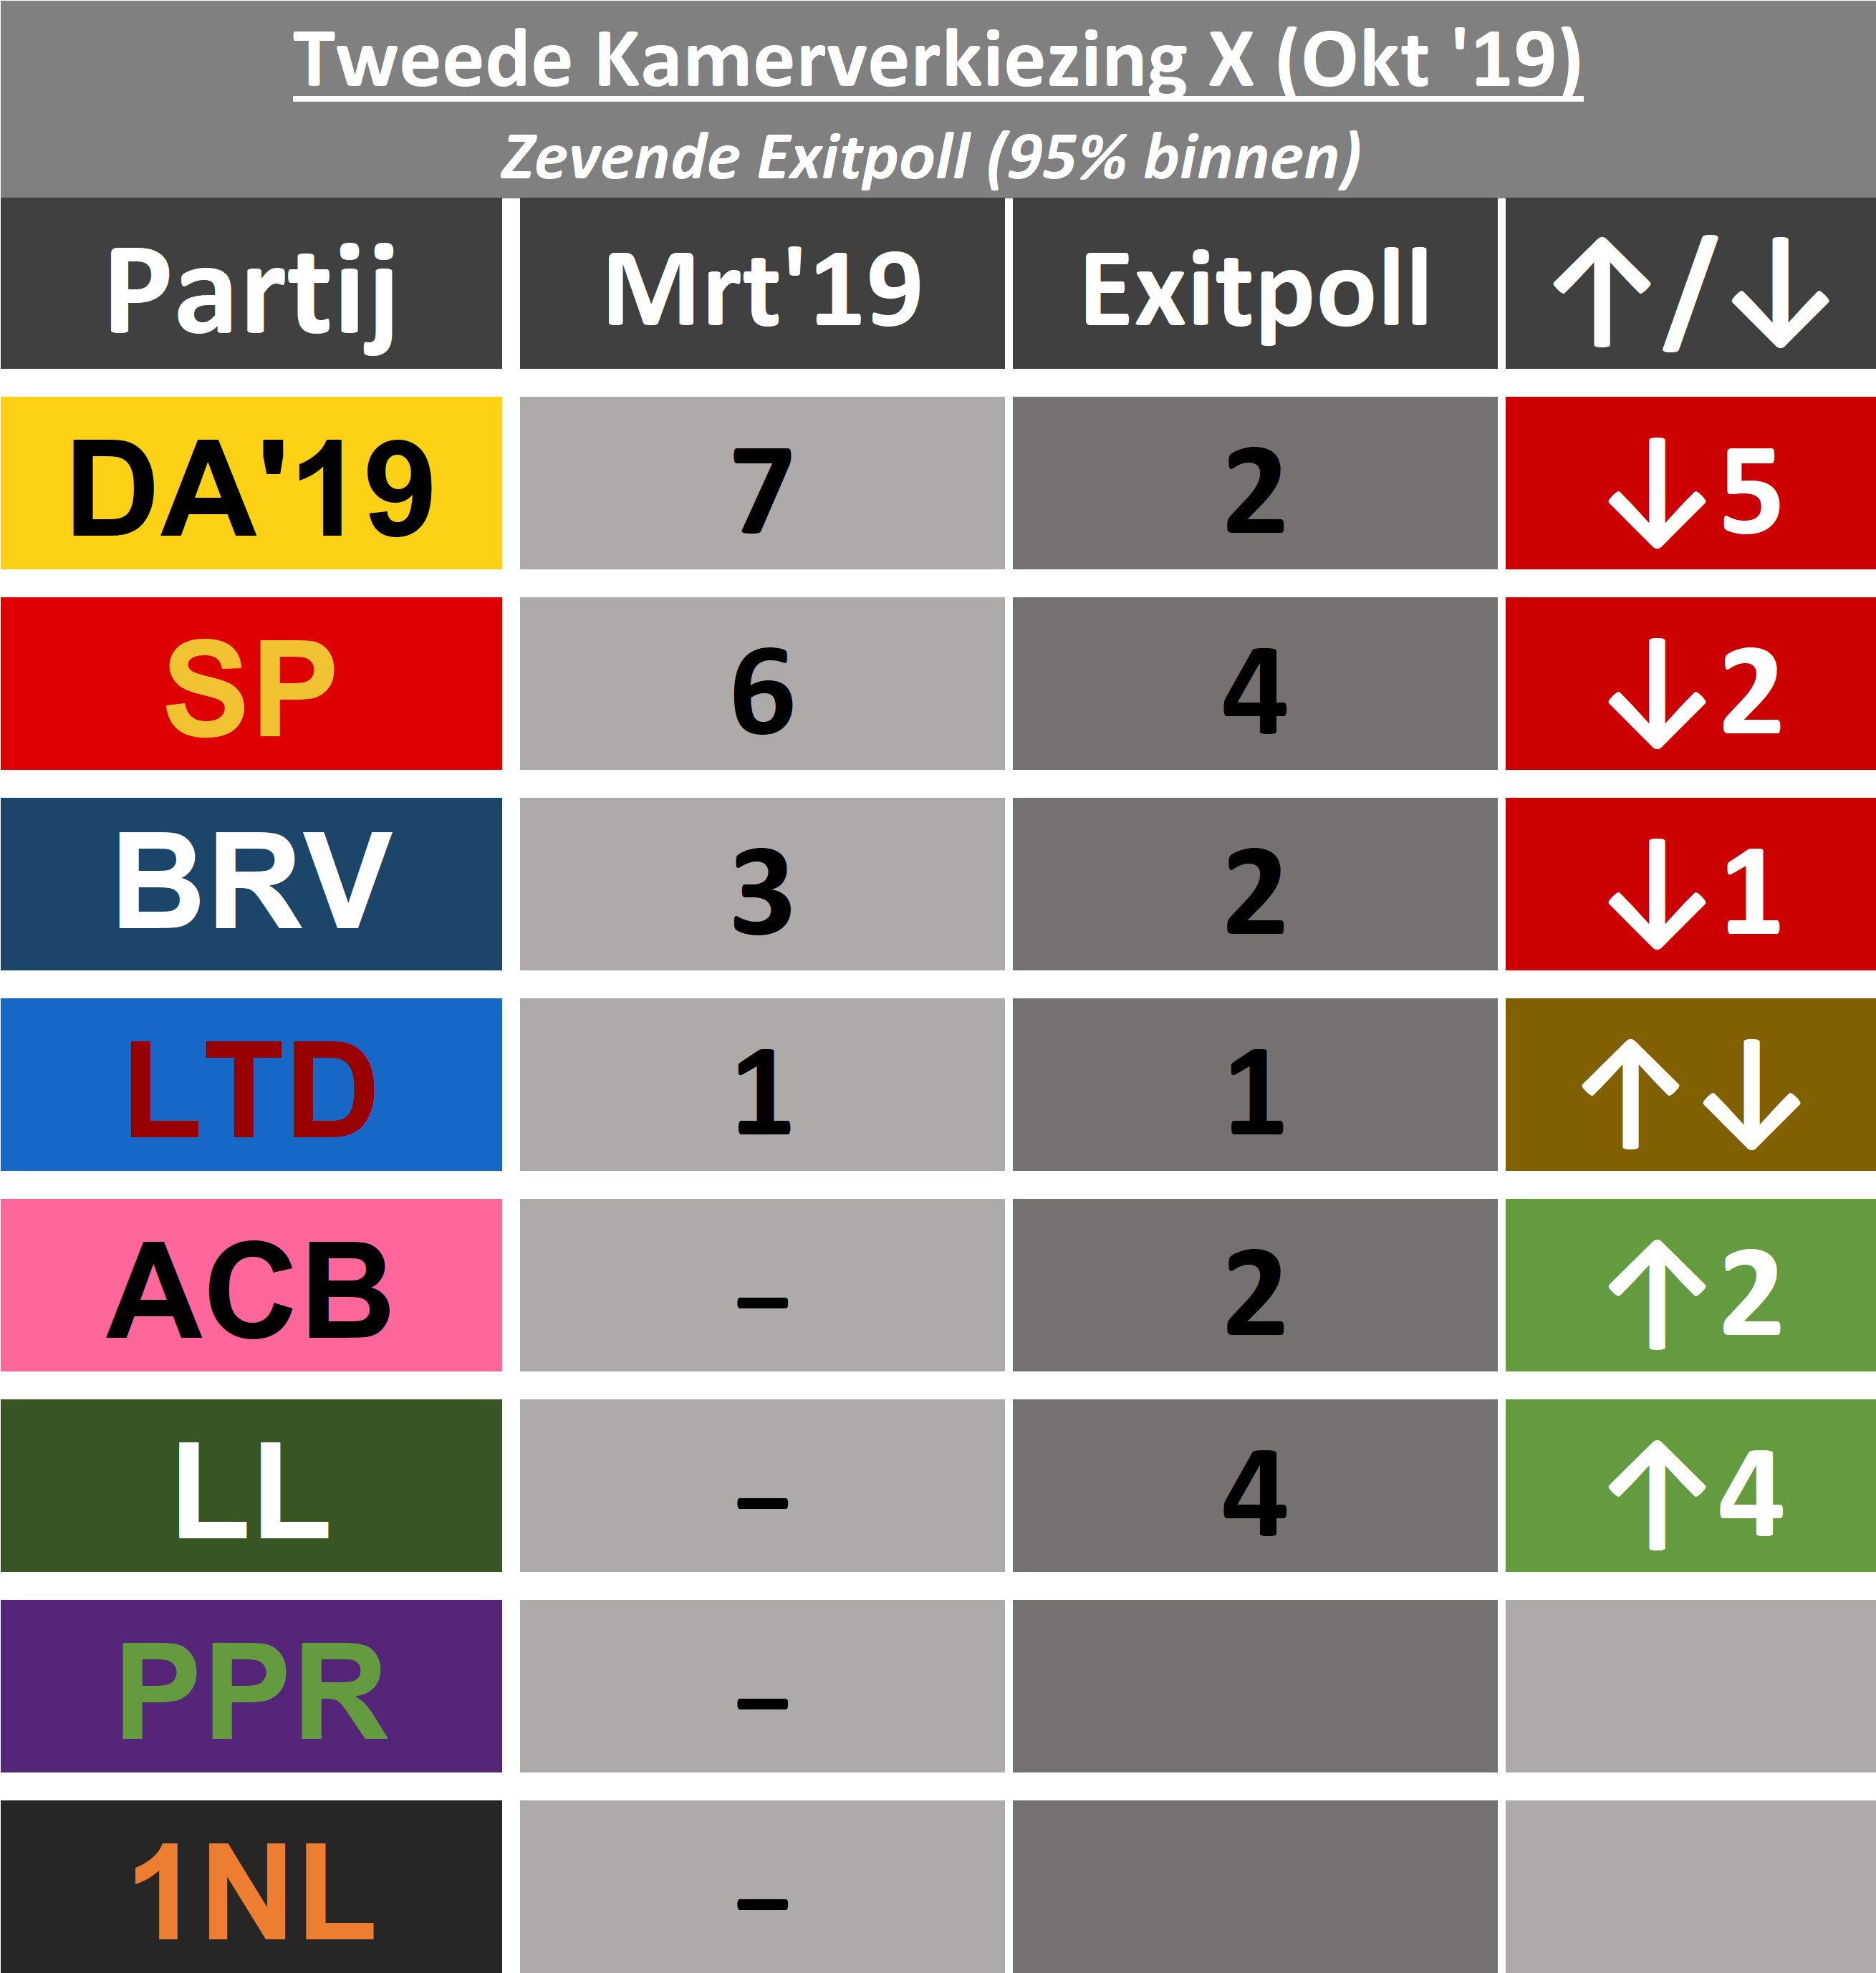 Tweede Kamerverkiezing X (Okt '19)
Zevende Exitpoll (95% binnen)
Partij Mrt'19 Exitpoll ↑/↓
DA'19 7 2 ↓5
SP 6 4 ↓2
BRV 3 2 ↓1
LTD 1 1 ↑↓
ACB – 2 ↑2
LL – 4 ↑4
PPR –
1NL –